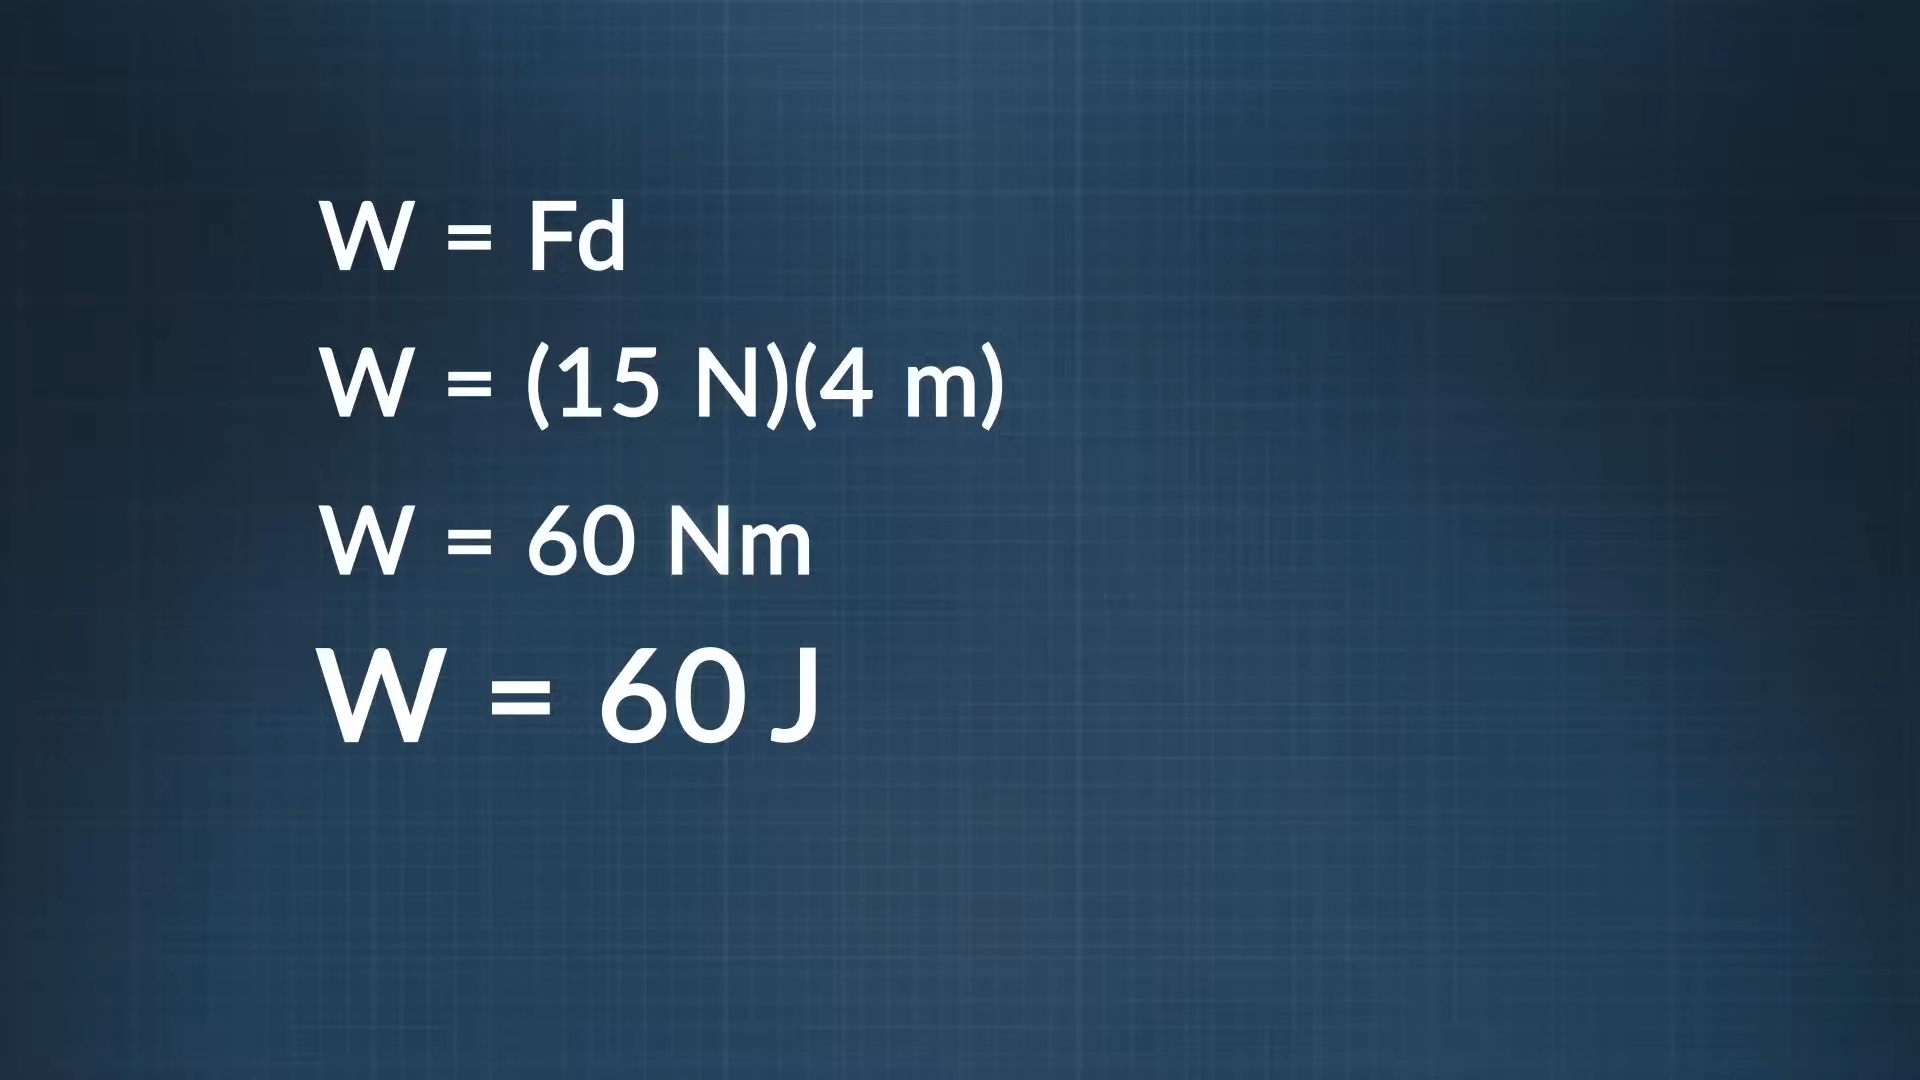 W = Fd
W = (15 N)(4 m)
W = 60 Nm
W = 60 J